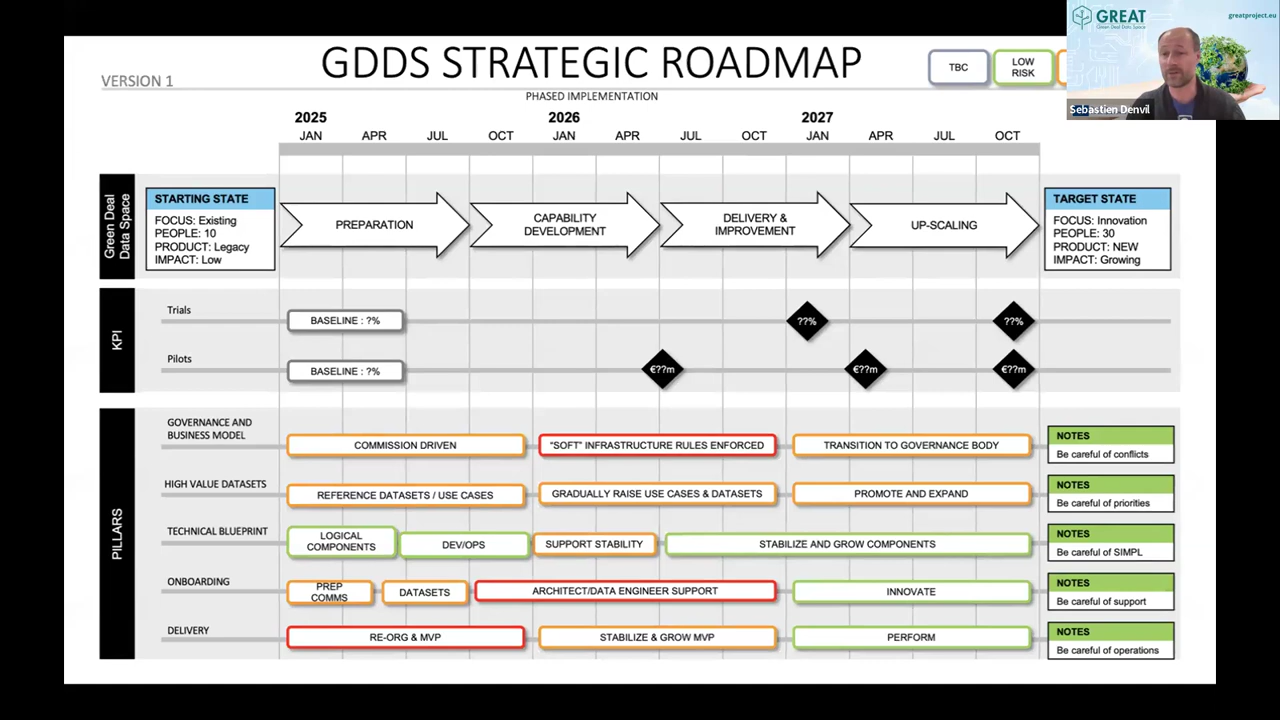 GDDS STRATEGIC ROADMAP
VERSION 1
TBC
LOW
RISK
GREAT
Green Deal Data Space
greatproject.eu
Sebastien Denvil
PHASED IMPLEMENTATION
2025 2026 2027
JAN APR JUL OCT JAN APR JUL OCT JAN APR JUL OCT
Green Deal
Data Space
STARTING STATE
FOCUS: Existing
PEOPLE: 10
PRODUCT: Legacy
IMPACT: Low
PREPARATION
CAPABILITY
DEVELOPMENT
DELIVERY &
IMPROVEMENT
UP-SCALING
TARGET STATE
FOCUS: Innovation
PEOPLE: 30
PRODUCT: NEW
IMPACT: Growing
KPI
Trials
BASELINE : ?%
??%
??%
Pilots
BASELINE : ?%
€??m
€??m
€??m
PILLARS
GOVERNANCE AND
BUSINESS MODEL
COMMISSION DRIVEN
"SOFT" INFRASTRUCTURE RULES ENFORCED
TRANSITION TO GOVERNANCE BODY
NOTES
Be careful of conflicts
HIGH VALUE DATASETS
REFERENCE DATASETS / USE CASES
GRADUALLY RAISE USE CASES & DATASETS
PROMOTE AND EXPAND
NOTES
Be careful of priorities
TECHNICAL BLUEPRINT
LOGICAL
COMPONENTS
DEV/OPS
SUPPORT STABILITY
STABILIZE AND GROW COMPONENTS
NOTES
Be careful of SIMPL
ONBOARDING
PREP
COMMS
DATASETS
ARCHITECT/DATA ENGINEER SUPPORT
INNOVATE
NOTES
Be careful of support
DELIVERY
RE-ORG & MVP
STABILIZE & GROW MVP
PERFORM
NOTES
Be careful of operations